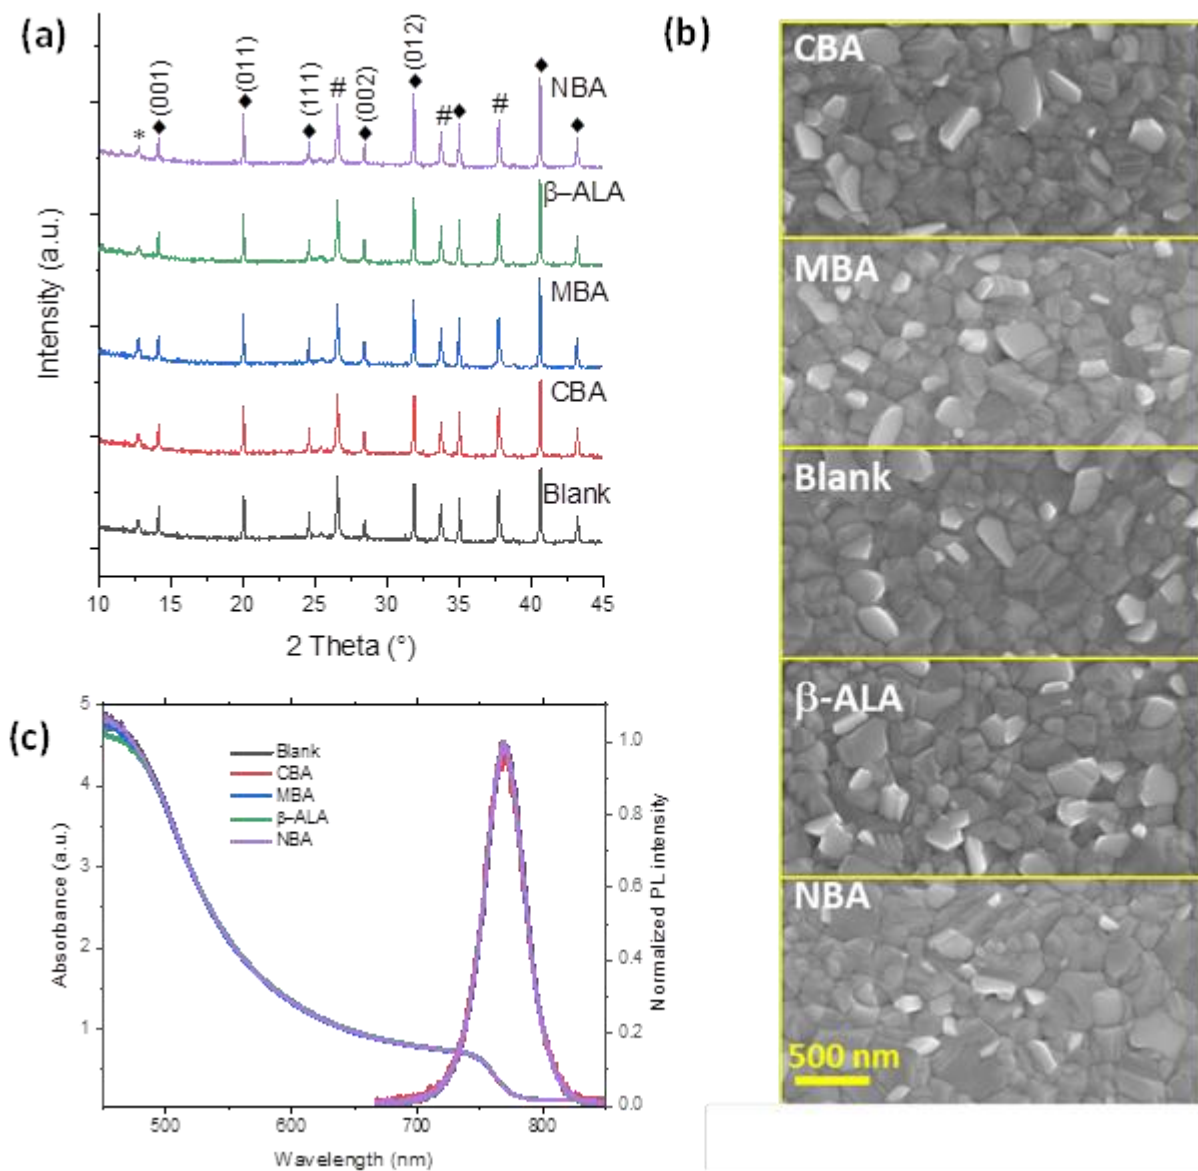 (a)
Intensity (a.u.)
* ◆ (001) ◆ (011) ◆ (111) # ◆ (002) ◆ (012) # ◆ # ◆ ◆
NBA
β–ALA
MBA
CBA
Blank
10 15 20 25 30 35 40 45
2 Theta (°)
(b)
CBA
MBA
Blank
β-ALA
NBA
500 nm
(c)
Absorbance (a.u.)
5
4
3
2
1
Blank
CBA
MBA
β–ALA
NBA
1.0
0.8
0.6
0.4
0.2
0.0
Normalized PL intensity
500 600 700 800
Wavelength (nm)